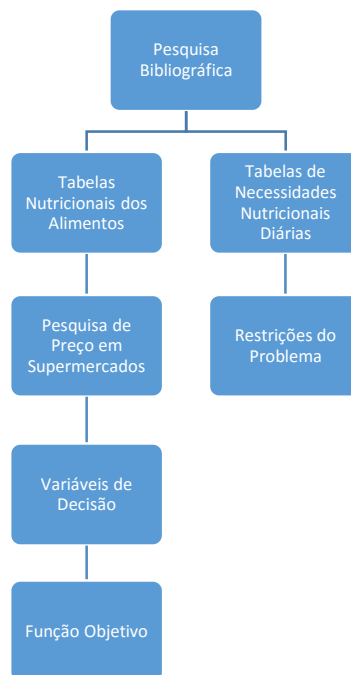 Pesquisa
Bibliográfica
Tabelas
Nutricionais dos
Alimentos
Tabelas de
Necessidades
Nutricionais
Diárias
Pesquisa de
Preço em
Supermercados
Restrições do
Problema
Variáveis de
Decisão
Função Objetivo